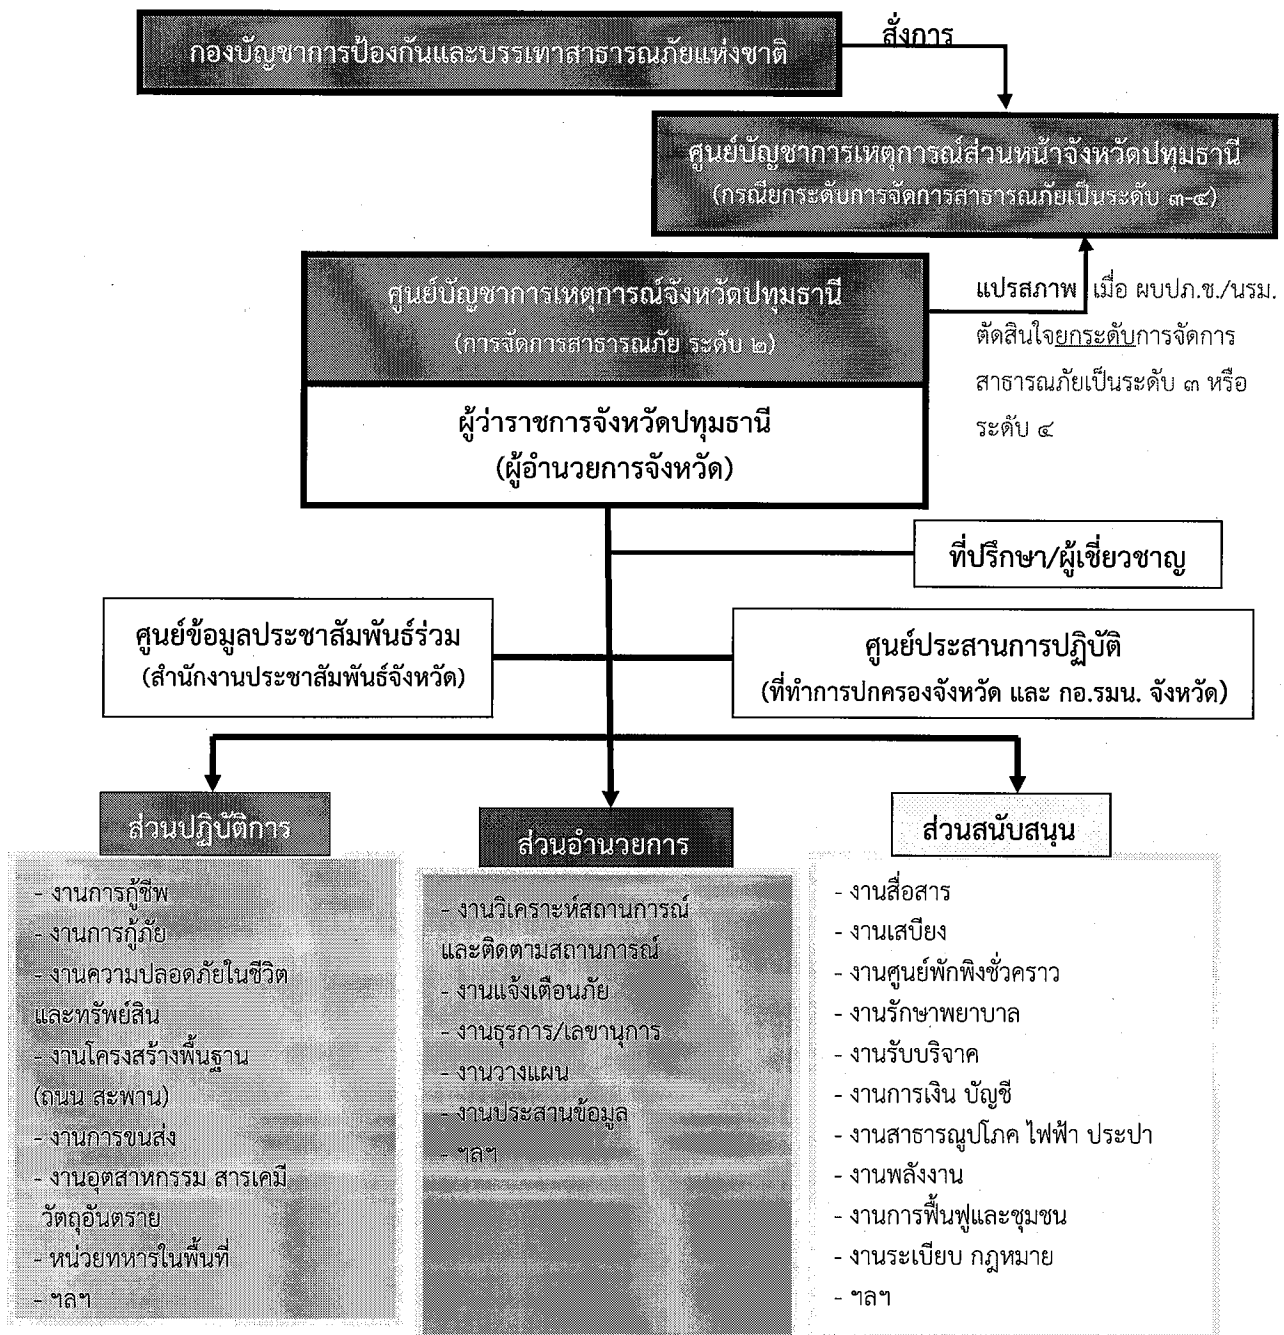 กองบัญชาการป้องกันและบรรเทาสาธารณภัยแห่งชาติ
สั่งการ
ศูนย์บัญชาการเหตุการณ์ส่วนหน้าจังหวัดปทุมธานี
(กรณียกระดับการจัดการสาธารณภัยเป็นระดับ ๓-๔)
ศูนย์บัญชาการเหตุการณ์จังหวัดปทุมธานี
(การจัดการสาธารณภัย ระดับ ๒)
แปรสภาพ เมื่อ ผบปภ.ช./นรม.
ตัดสินใจยกระดับการจัดการ
สาธารณภัยเป็นระดับ ๓ หรือ
ระดับ ๔
ผู้ว่าราชการจังหวัดปทุมธานี
(ผู้อำนวยการจังหวัด)
ที่ปรึกษา/ผู้เชี่ยวชาญ
ศูนย์ข้อมูลประชาสัมพันธ์ร่วม
(สำนักงานประชาสัมพันธ์จังหวัด)
ศูนย์ประสานการปฏิบัติ
(ที่ทำการปกครองจังหวัด และ กอ.รมน. จังหวัด)
ส่วนปฏิบัติการ
- งานการกู้ชีพ
- งานการกู้ภัย
- งานความปลอดภัยในชีวิต
และทรัพย์สิน
- งานโครงสร้างพื้นฐาน
(ถนน สะพาน)
- งานการขนส่ง
- งานอุตสาหกรรม สารเคมี
วัตถุอันตราย
- หน่วยทหารในพื้นที่
- ฯลฯ
ส่วนอำนวยการ
- งานวิเคราะห์สถานการณ์
และติดตามสถานการณ์
- งานแจ้งเตือนภัย
- งานธุรการ/เลขานุการ
- งานวางแผน
- งานประสานข้อมูล
- ฯลฯ
ส่วนสนับสนุน
- งานสื่อสาร
- งานเสบียง
- งานศูนย์พักพิงชั่วคราว
- งานรักษาพยาบาล
- งานรับบริจาค
- งานการเงิน บัญชี
- งานสาธารณูปโภค ไฟฟ้า ประปา
- งานพลังงาน
- งานการฟื้นฟูและชุมชน
- งานระเบียบ กฎหมาย
- ฯลฯ